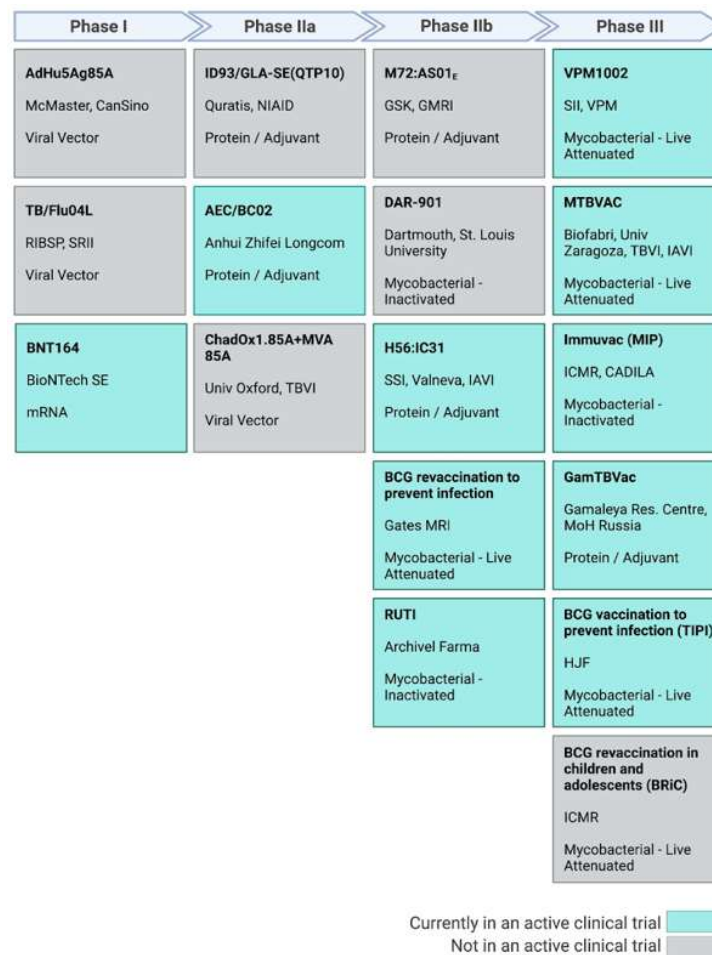 Phase I
Phase IIa
Phase IIb
Phase III
AdHu5Ag85A
McMaster, CanSino
Viral Vector
ID93/GLA-SE(QTP10)
Quratis, NIAID
Protein / Adjuvant
M72:AS01E
GSK, GMRI
Protein / Adjuvant
VPM1002
SII, VPM
Mycobacterial - Live
Attenuated
TB/Flu04L
RIBSP, SRII
Viral Vector
AEC/BC02
Anhui Zhifei Longcom
Protein / Adjuvant
DAR-901
Dartmouth, St. Louis
University
Mycobacterial -
Inactivated
MTBVAC
Biofabri, Univ
Zaragoza, TBVI, IAVI
Mycobacterial - Live
Attenuated
BNT164
BioNTech SE
mRNA
ChadOx1.85A+MVA
85A
Univ Oxford, TBVI
Viral Vector
H56:IC31
SSI, Valneva, IAVI
Protein / Adjuvant
Immuvac (MIP)
ICMR, CADILA
Mycobacterial -
Inactivated
BCG revaccination to
prevent infection
Gates MRI
Mycobacterial - Live
Attenuated
GamTBVac
Gamaleya Res. Centre,
MoH Russia
Protein / Adjuvant
RUTI
Archivel Farma
Mycobacterial -
Inactivated
BCG vaccination to
prevent infection (TIPI)
HJF
Mycobacterial - Live
Attenuated
BCG revaccination in
children and
adolescents (BRiC)
ICMR
Mycobacterial - Live
Attenuated
Currently in an active clinical trial
Not in an active clinical trial